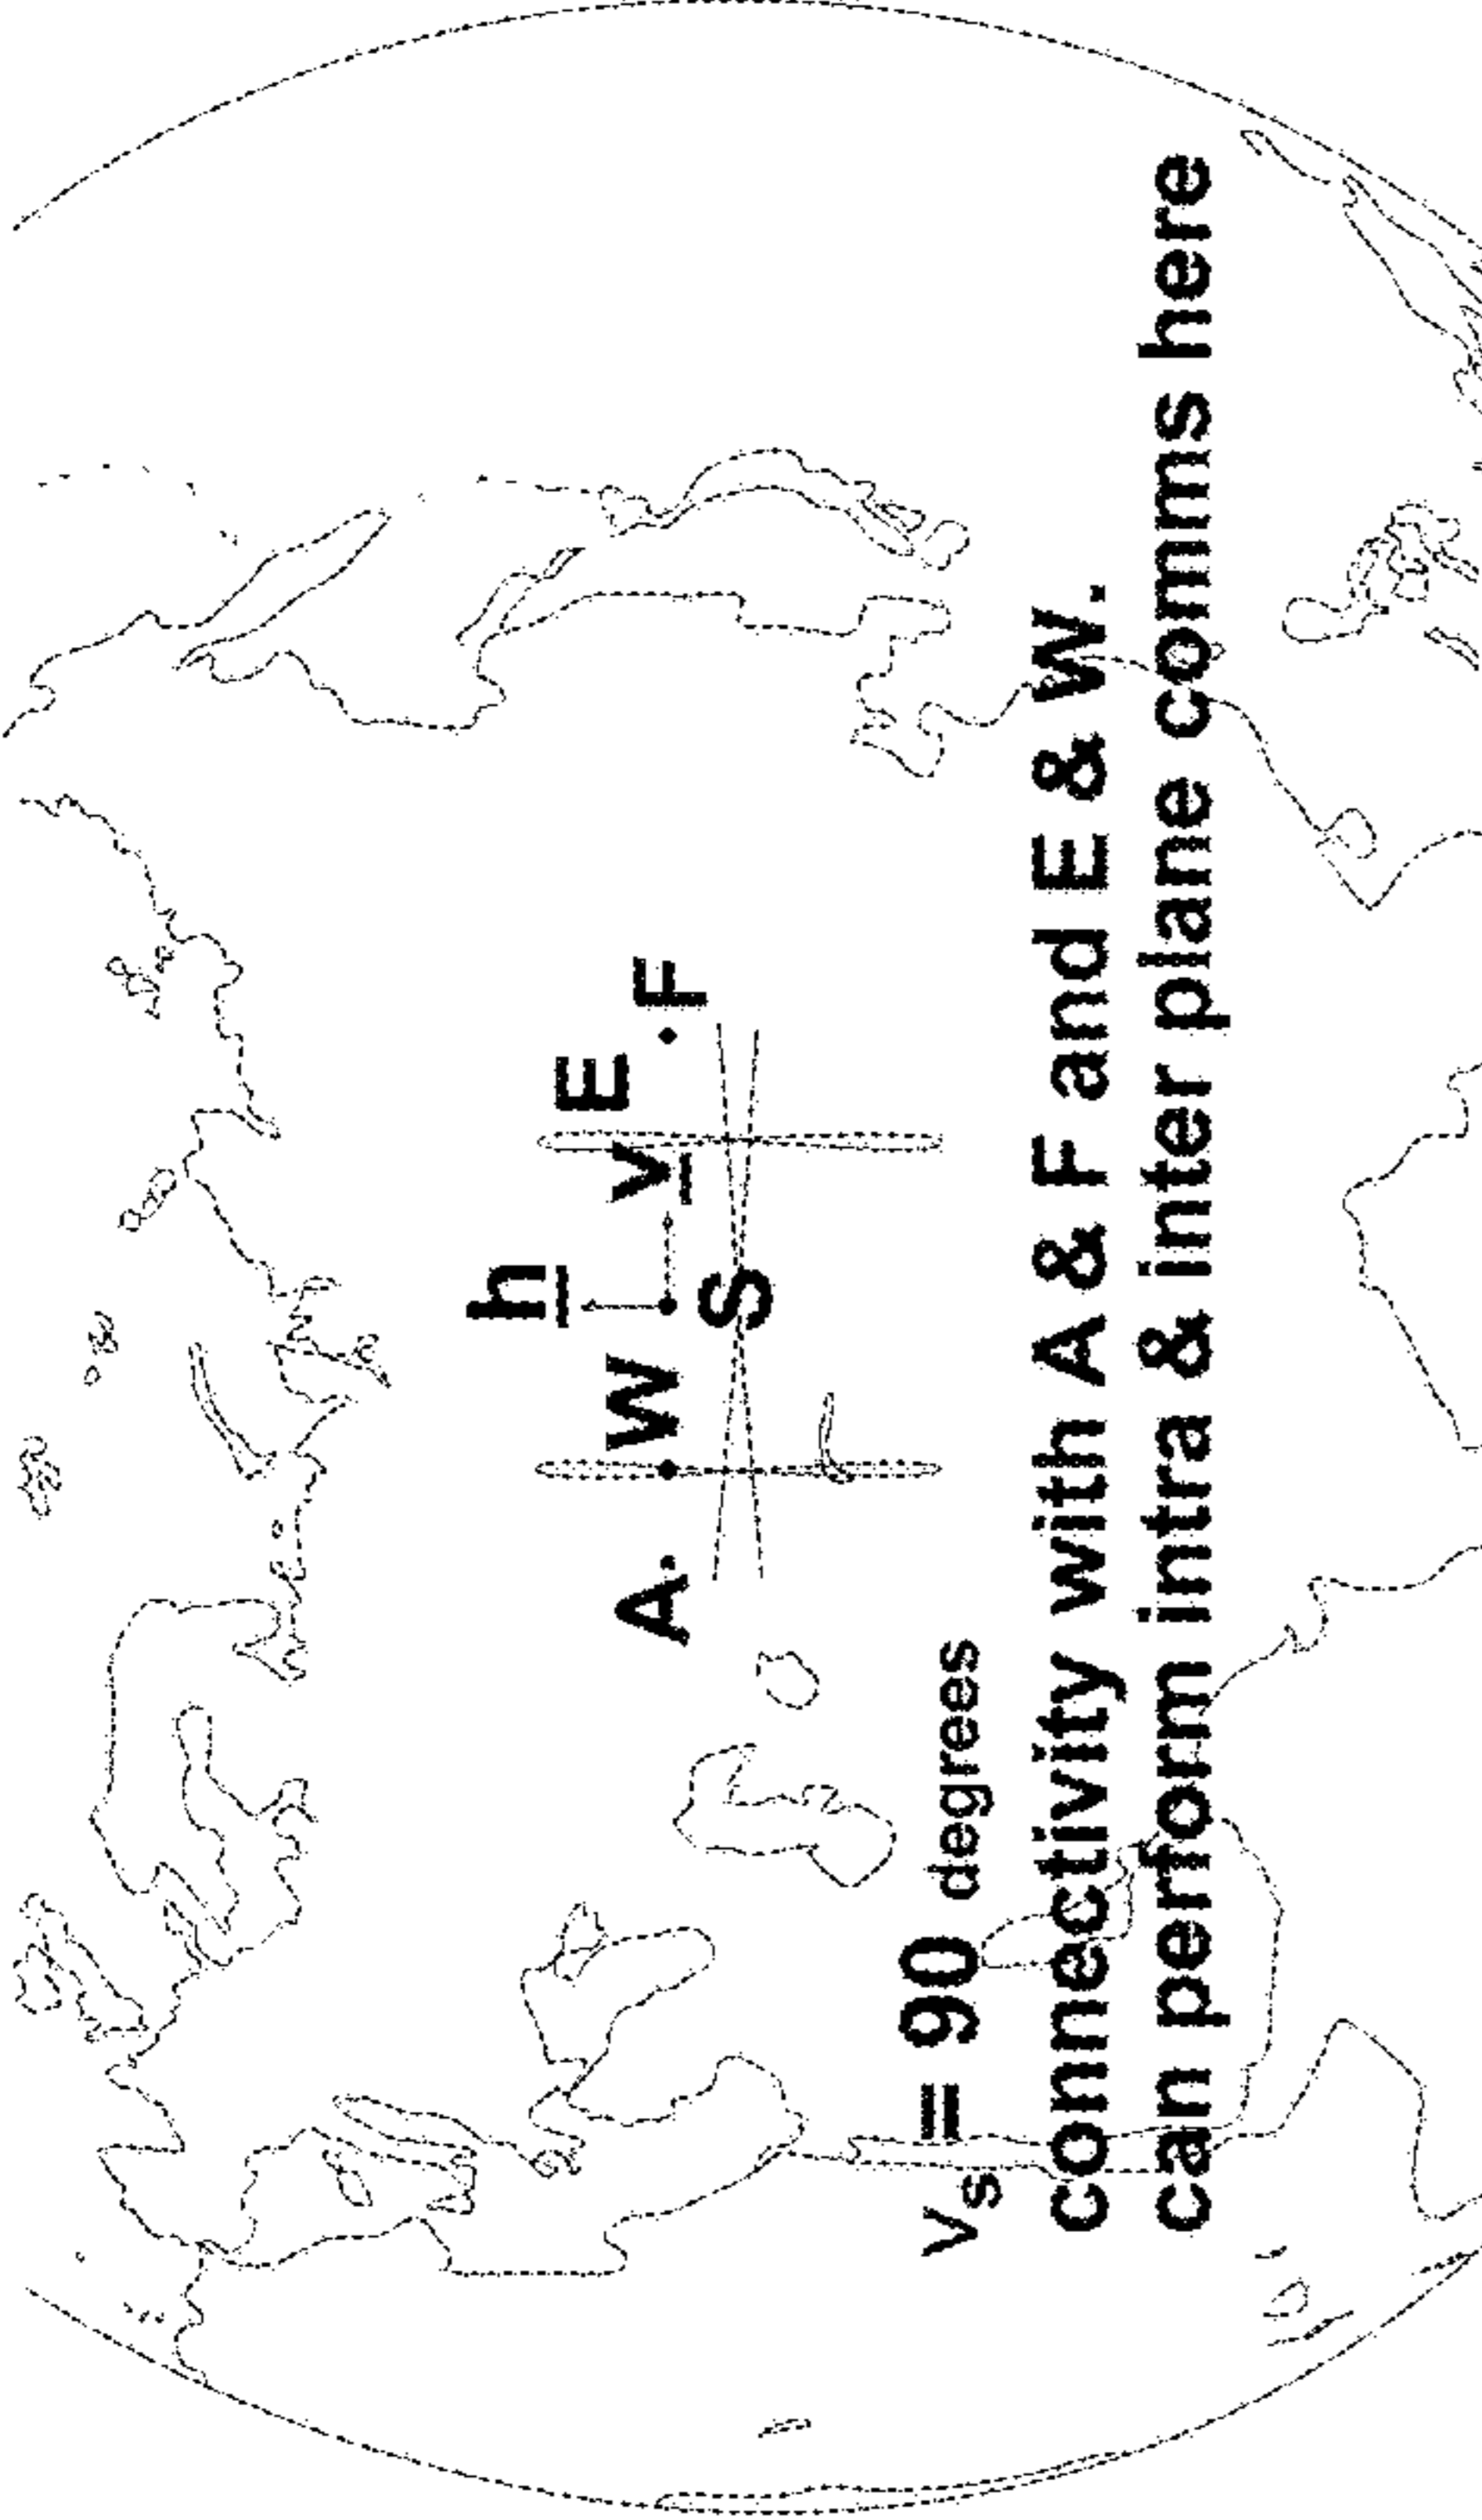 h
v E
A. W .F
S
vs = 90 degrees
connectivity with A & F and E & W.
can perform intra & inter plane comms here